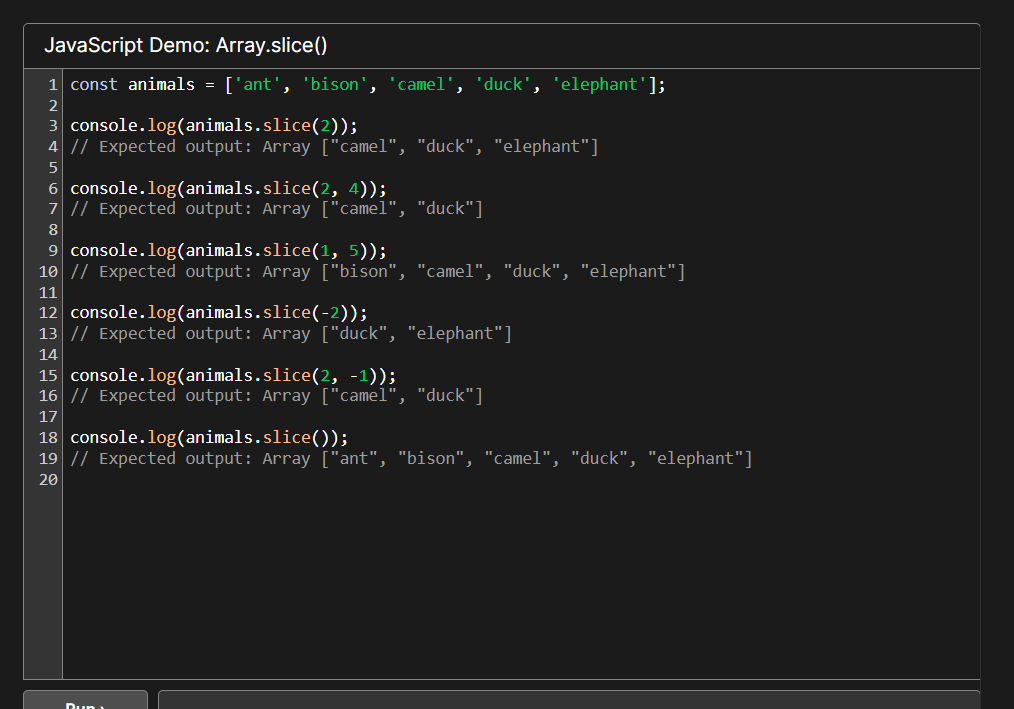 JavaScript Demo: Array.slice()
1 const animals = ['ant', 'bison', 'camel', 'duck', 'elephant'];
2
3 console.log(animals.slice(2));
4 // Expected output: Array ["camel", "duck", "elephant"]
5
6 console.log(animals.slice(2, 4));
7 // Expected output: Array ["camel", "duck"]
8
9 console.log(animals.slice(1, 5));
10 // Expected output: Array ["bison", "camel", "duck", "elephant"]
11
12 console.log(animals.slice(-2));
13 // Expected output: Array ["duck", "elephant"]
14
15 console.log(animals.slice(2, -1));
16 // Expected output: Array ["camel", "duck"]
17
18 console.log(animals.slice());
19 // Expected output: Array ["ant", "bison", "camel", "duck", "elephant"]
20
Run ›